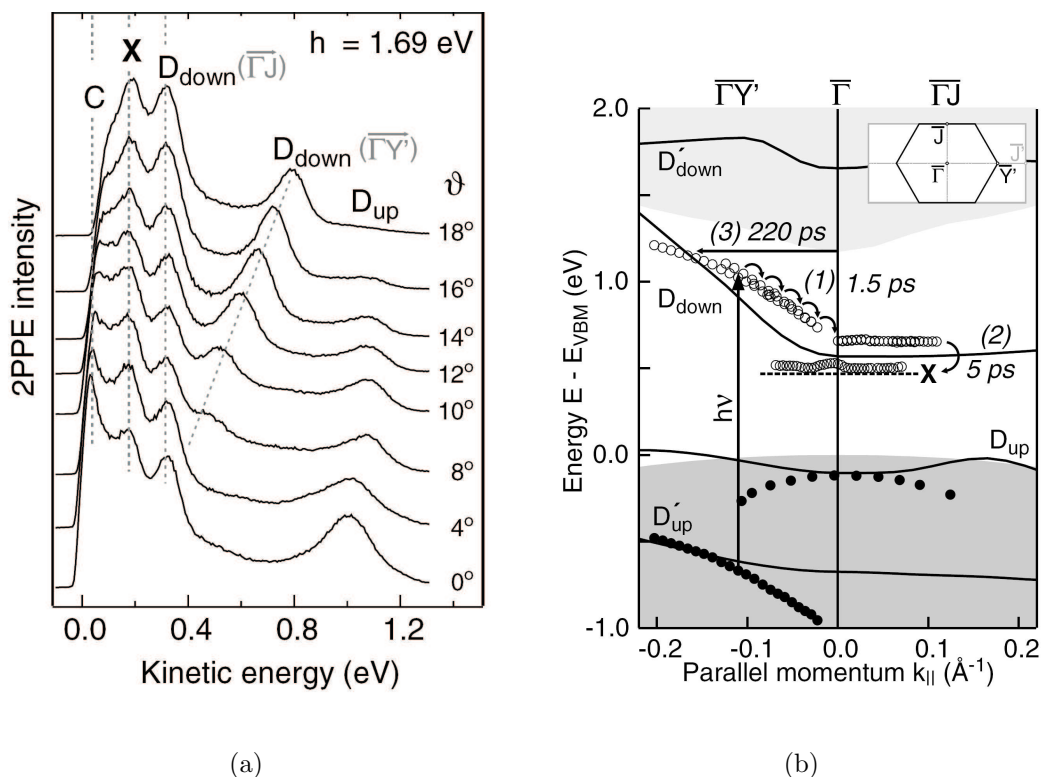 h = 1.69 eV
X
D_down (ΓJ)
C
D_down (ΓY')
D_up
ϑ
18°
16°
14°
12°
10°
8°
4°
0°
2PPE intensity
0.0 0.4 0.8 1.2
Kinetic energy (eV)
(a)
ΓY' Γ ΓJ
2.0
D'_down
J
J'
Γ
Y'
(3) 220 ps
1.0
(1) 1.5 ps
D_down
(2)
X
5 ps
hν
Energy E - E_VBM (eV)
0.0
D_up
D'_up
-1.0
-0.2 -0.1 0.0 0.1 0.2
Parallel momentum k_|| (Å⁻¹)
(b)